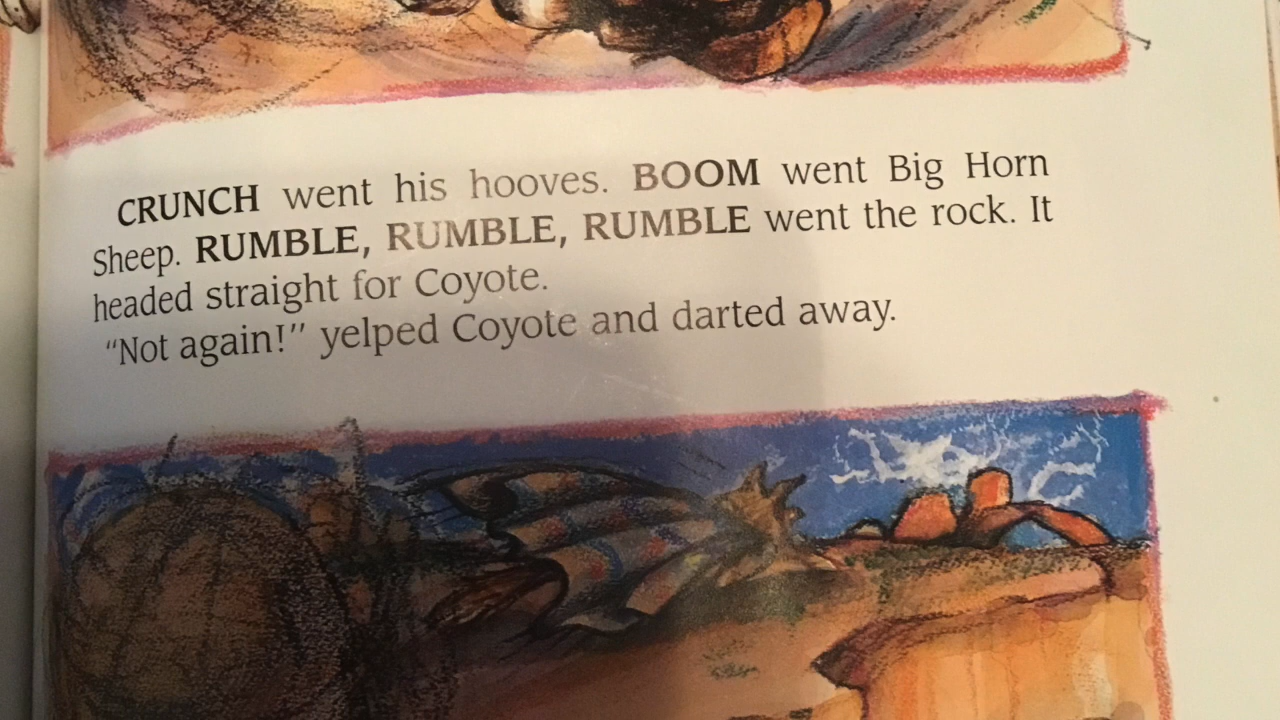 CRUNCH went his hooves. BOOM went Big Horn
Sheep. RUMBLE, RUMBLE, RUMBLE went the rock. It
headed straight for Coyote.
“Not again!” yelped Coyote and darted away.